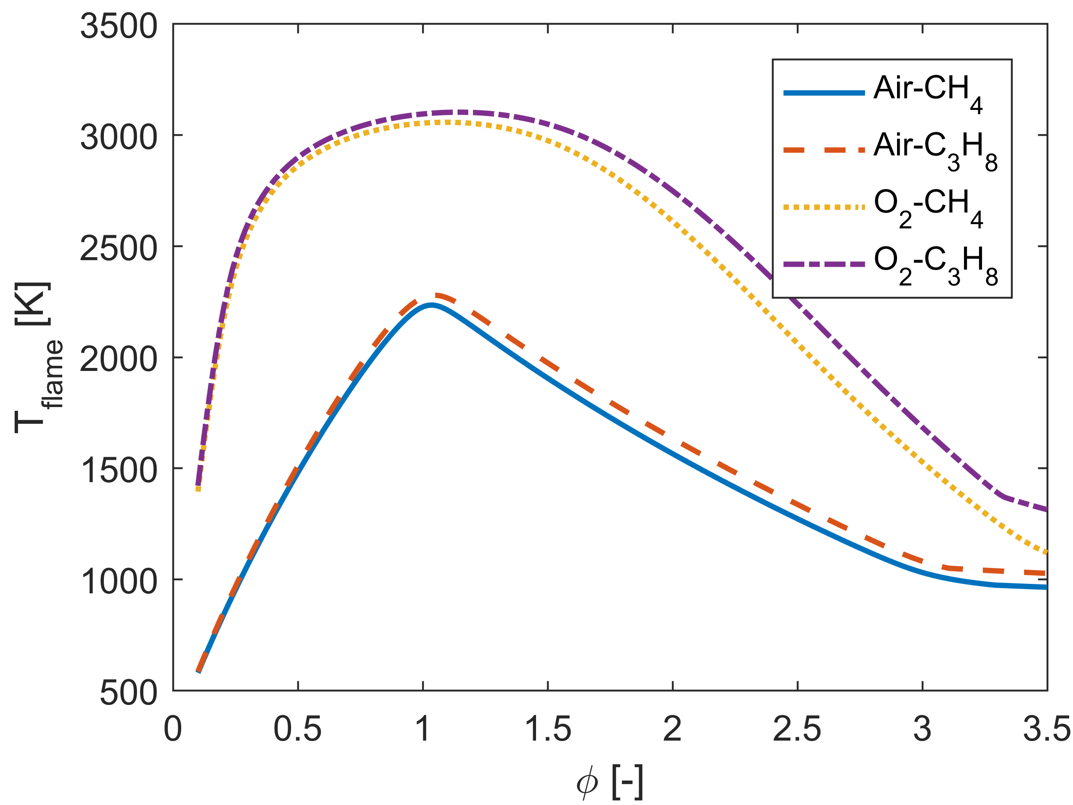 3500
3000
2500
2000
1500
1000
500
T_flame [K]
0 0.5 1 1.5 2 2.5 3 3.5
ϕ [-]
Air-CH₄
Air-C₃H₈
O₂-CH₄
O₂-C₃H₈